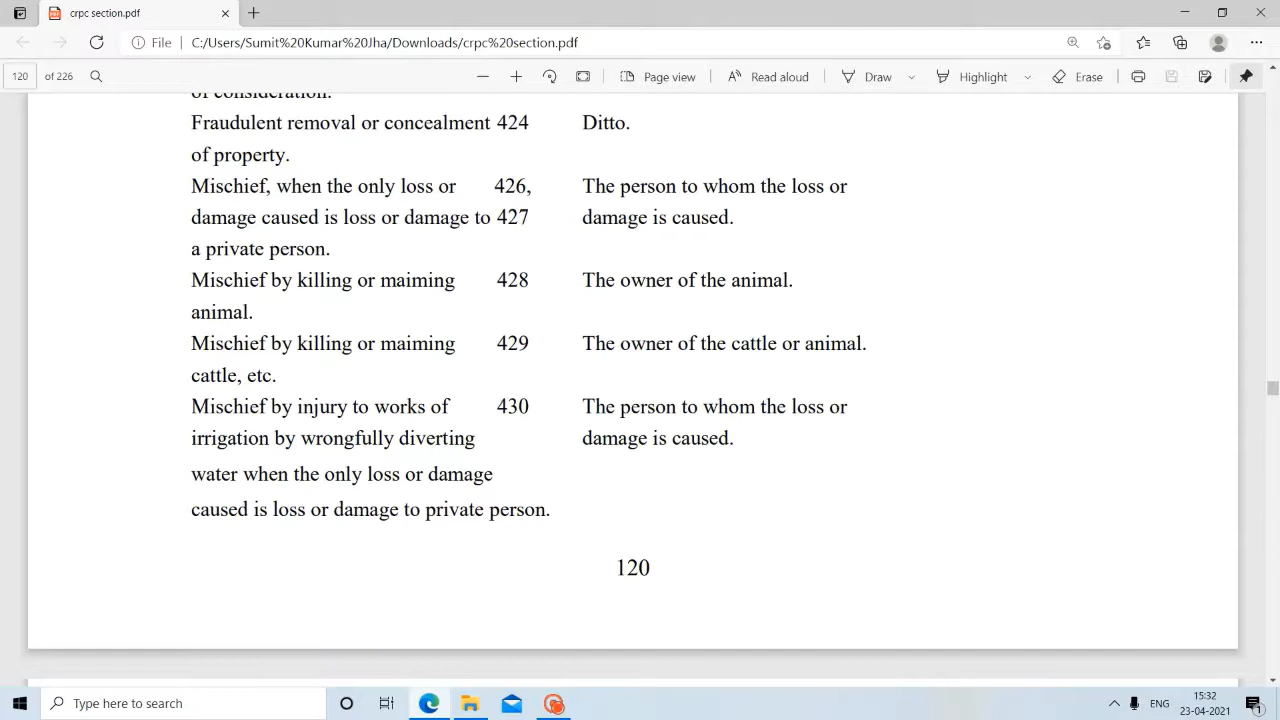 crpc section.pdf
File C:/Users/Sumit%20Kumar%20Jha/Downloads/crpc%20section.pdf
120 of 226 Page view Read aloud Draw Highlight Erase
of consideration.
Fraudulent removal or concealment 424 Ditto.
of property.
Mischief, when the only loss or 426, The person to whom the loss or
damage caused is loss or damage to 427 damage is caused.
a private person.
Mischief by killing or maiming 428 The owner of the animal.
animal.
Mischief by killing or maiming 429 The owner of the cattle or animal.
cattle, etc.
Mischief by injury to works of 430 The person to whom the loss or
irrigation by wrongfully diverting damage is caused.
water when the only loss or damage
caused is loss or damage to private person.
120
Type here to search ENG 15:32
23-04-2021 1